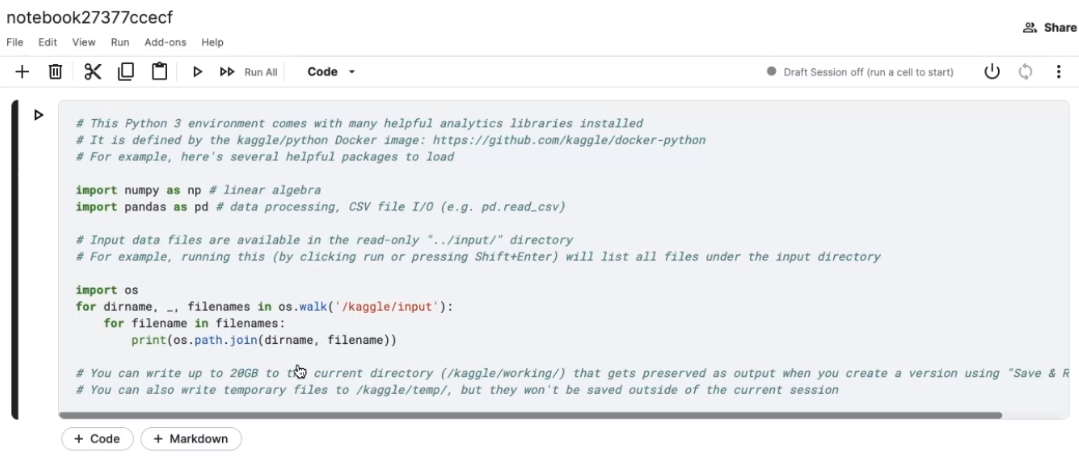 notebook27377ccecf
Share
File Edit View Run Add-ons Help
Run All Code Draft Session off (run a cell to start)
# This Python 3 environment comes with many helpful analytics libraries installed
# It is defined by the kaggle/python Docker image: https://github.com/kaggle/docker-python
# For example, here's several helpful packages to load
import numpy as np # linear algebra
import pandas as pd # data processing, CSV file I/O (e.g. pd.read_csv)
# Input data files are available in the read-only "../input/" directory
# For example, running this (by clicking run or pressing Shift+Enter) will list all files under the input directory
import os
for dirname, _, filenames in os.walk('/kaggle/input'):
    for filename in filenames:
        print(os.path.join(dirname, filename))
# You can write up to 20GB to the current directory (/kaggle/working/) that gets preserved as output when you create a version using "Save & R
# You can also write temporary files to /kaggle/temp/, but they won't be saved outside of the current session
+ Code + Markdown